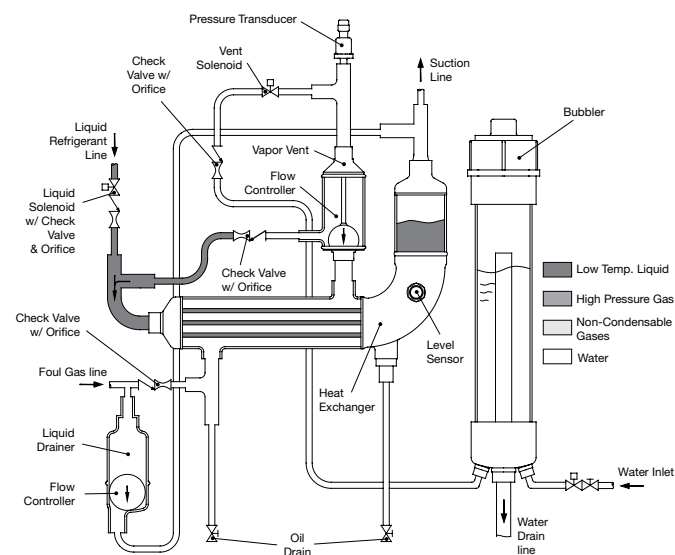 Pressure Transducer
Vent
Solenoid
Check
Valve w/
Orifice
Suction
Line
Bubbler
Liquid
Refrigerant
Line
Vapor Vent
Flow
Controller
Liquid
Solenoid
w/ Check
Valve
& Orifice
Check Valve
w/ Orifice
Low Temp. Liquid
High Pressure Gas
Non-Condensable
Gases
Water
Check Valve
w/ Orifice
Level
Sensor
Foul Gas line
Heat
Exchanger
Liquid
Drainer
Flow
Controller
Water Inlet
Oil
Drain
Water
Drain
line